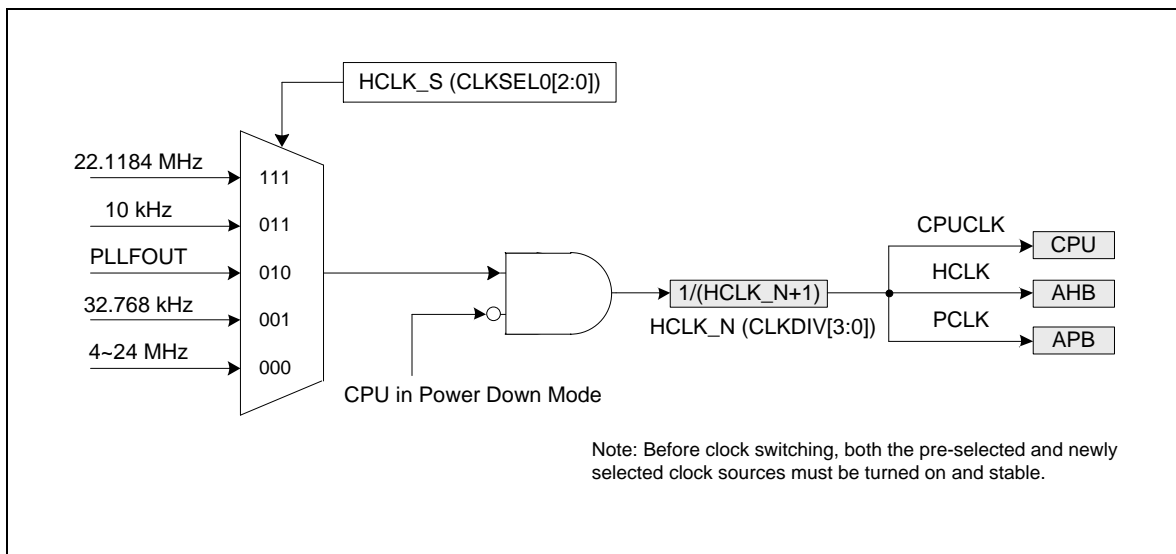 HCLK_S (CLKSEL0[2:0])
22.1184 MHz
111
10 kHz
011
PLLFOUT
010
32.768 kHz
001
4~24 MHz
000
CPU in Power Down Mode
1/(HCLK_N+1)
HCLK_N (CLKDIV[3:0])
CPUCLK
CPU
HCLK
AHB
PCLK
APB
Note: Before clock switching, both the pre-selected and newly
selected clock sources must be turned on and stable.